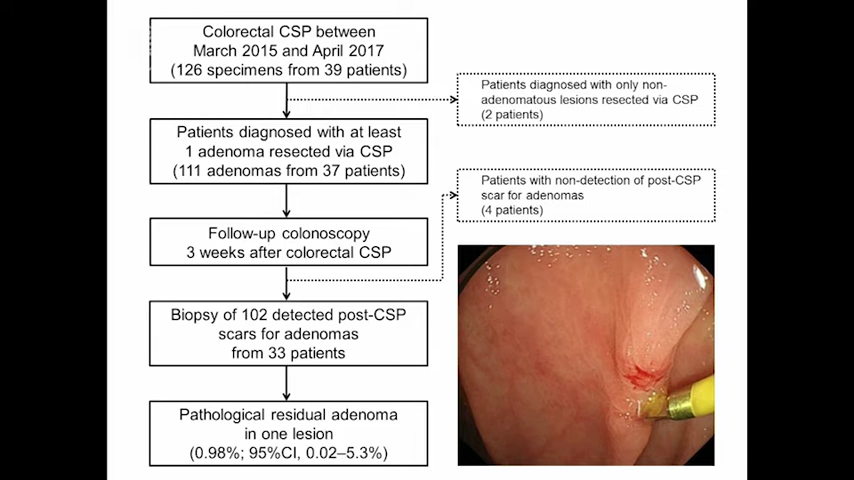 Colorectal CSP between
March 2015 and April 2017
(126 specimens from 39 patients)
Patients diagnosed with only non-
adenomatous lesions resected via CSP
(2 patients)
Patients diagnosed with at least
1 adenoma resected via CSP
(111 adenomas from 37 patients)
Patients with non-detection of post-CSP
scar for adenomas
(4 patients)
Follow-up colonoscopy
3 weeks after colorectal CSP
Biopsy of 102 detected post-CSP
scars for adenomas
from 33 patients
Pathological residual adenoma
in one lesion
(0.98%; 95%CI, 0.02–5.3%)